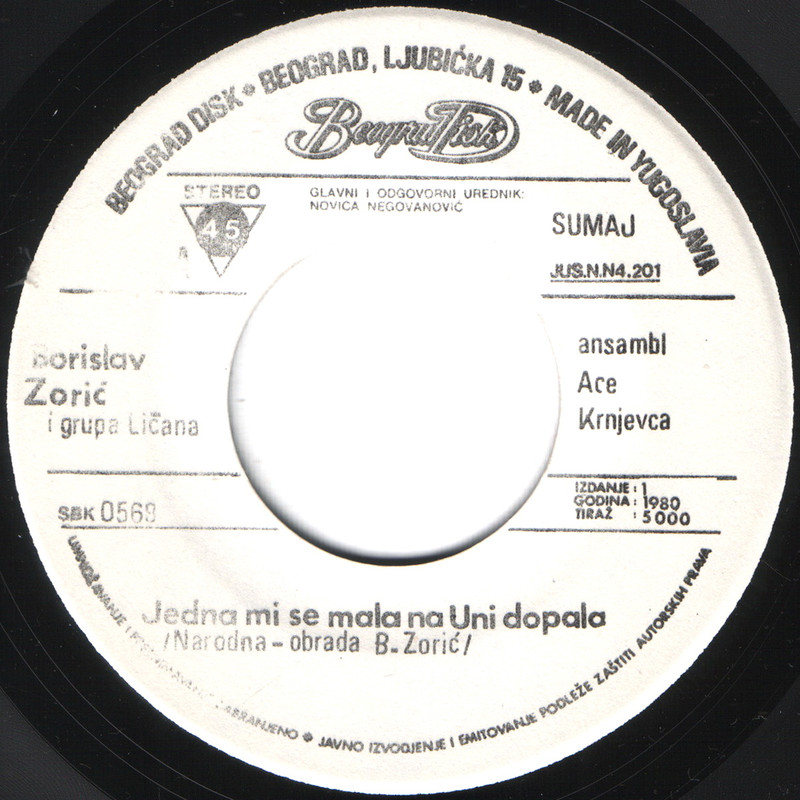 BEOGRAD DISK • BEOGRAD, LJUBIĆKA 15 • MADE IN YUGOSLAVIA
Beograd Disk
STEREO
45
A
GLAVNI I ODGOVORNI UREDNIK:
NOVICA NEGOVANOVIĆ
SUMAJ
JUS.N.N4.201
Borislav
Zorić
i grupa Ličana
ansambl
Ace
Krnjevca
SBK 0569
IZDANJE : 1
GODINA : 1980
TIRAŽ : 5000
Jedna mi se mala na Uni dopala
/Narodna - obrada B. Zorić/
UMNOŽAVANJE I ZABRANJENO • JAVNO IZVOĐENJE I EMITOVANJE PODLEŽE ZAŠTITI AUTORSKIH PRAVA